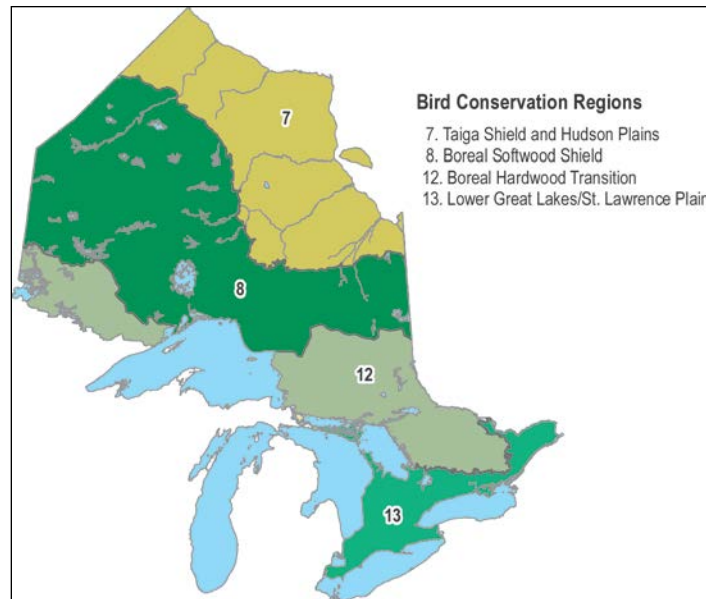 7
Bird Conservation Regions
7. Taiga Shield and Hudson Plains
8. Boreal Softwood Shield
12. Boreal Hardwood Transition
13. Lower Great Lakes/St. Lawrence Plain
8
12
13